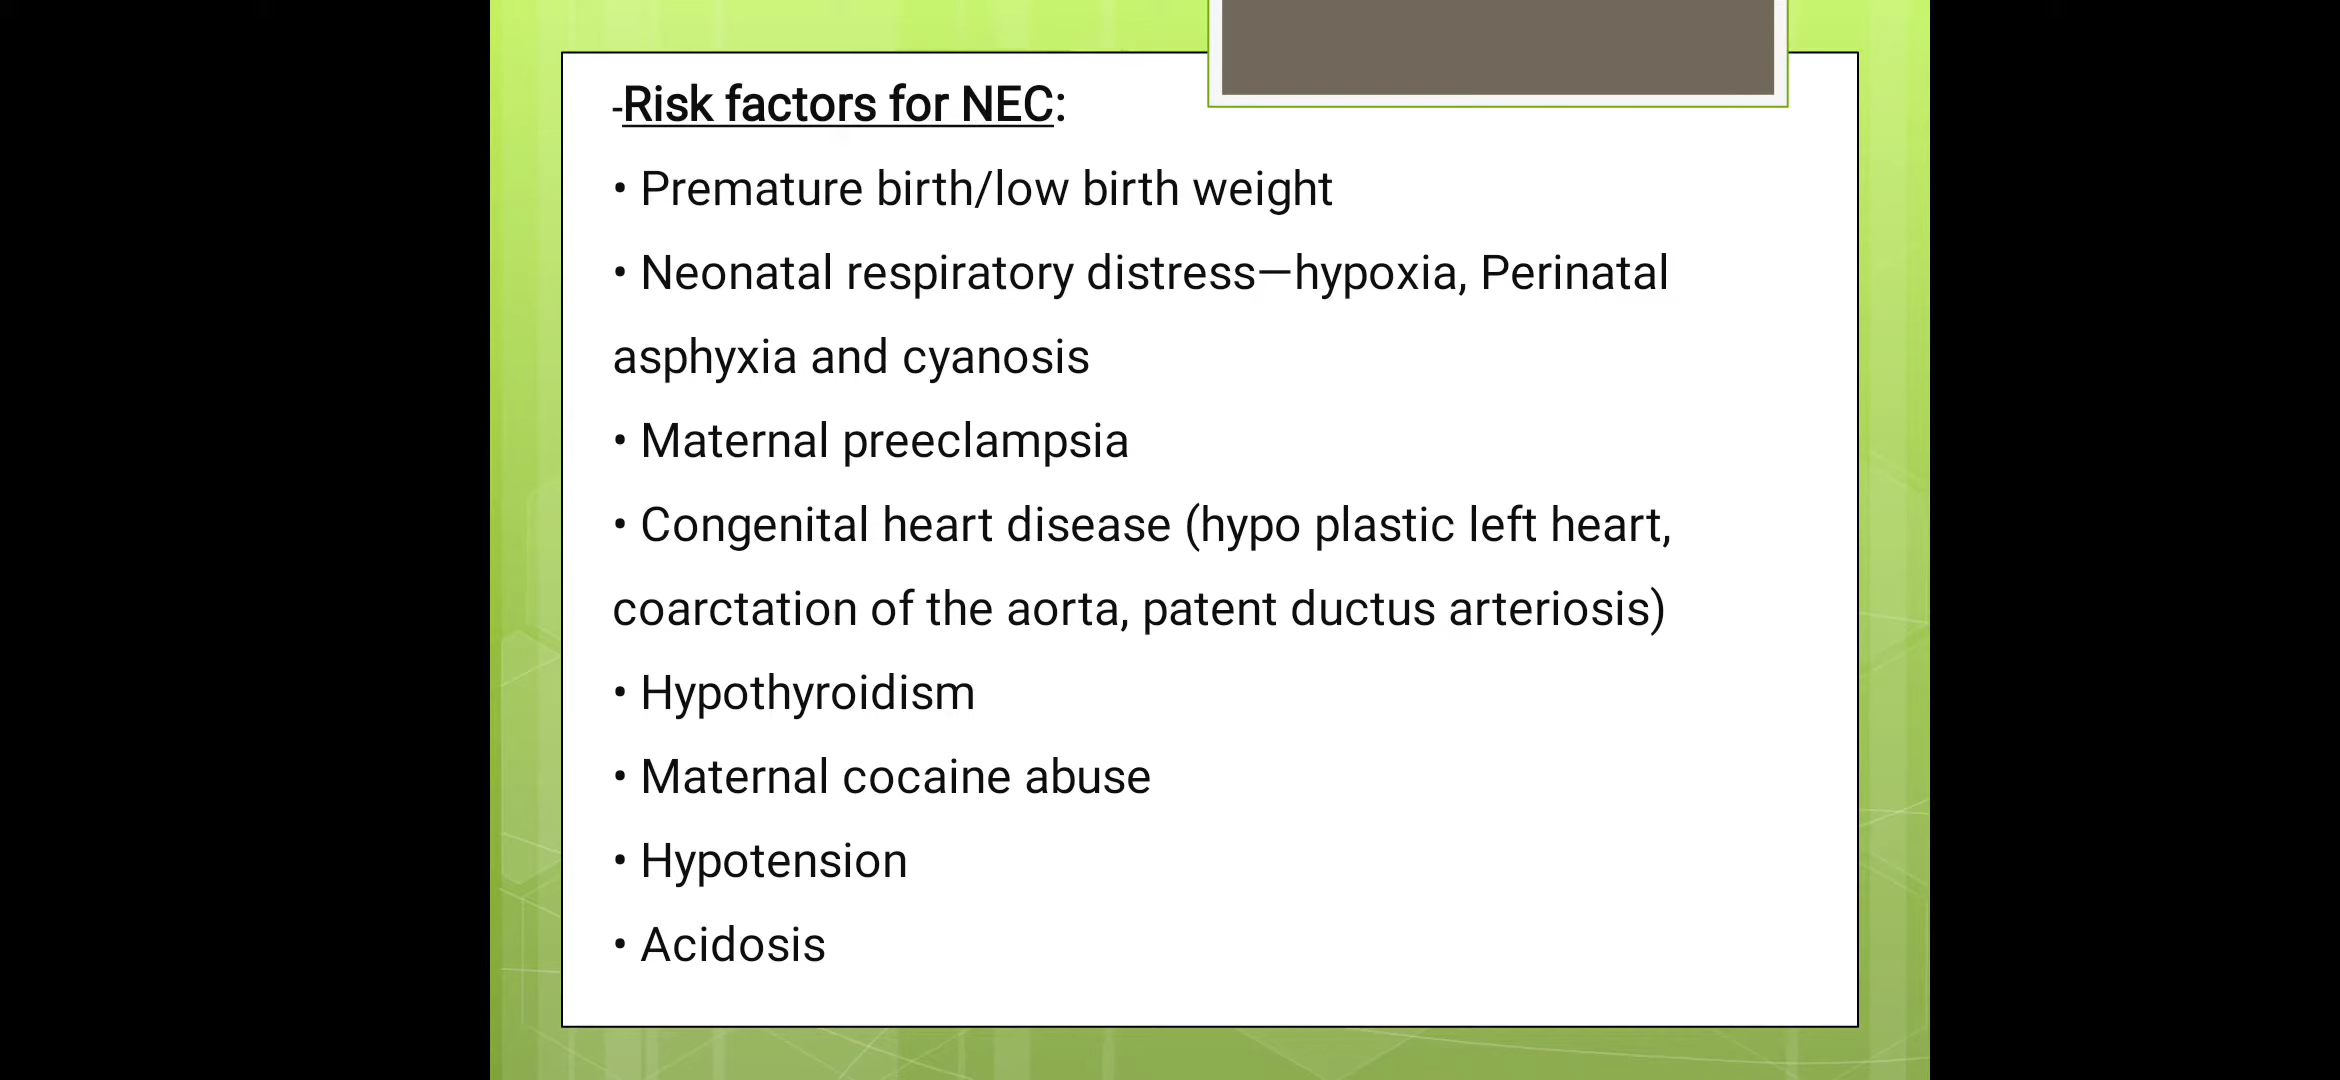 -Risk factors for NEC:
• Premature birth/low birth weight
• Neonatal respiratory distress—hypoxia, Perinatal
asphyxia and cyanosis
• Maternal preeclampsia
• Congenital heart disease (hypo plastic left heart,
coarctation of the aorta, patent ductus arteriosis)
• Hypothyroidism
• Maternal cocaine abuse
• Hypotension
• Acidosis